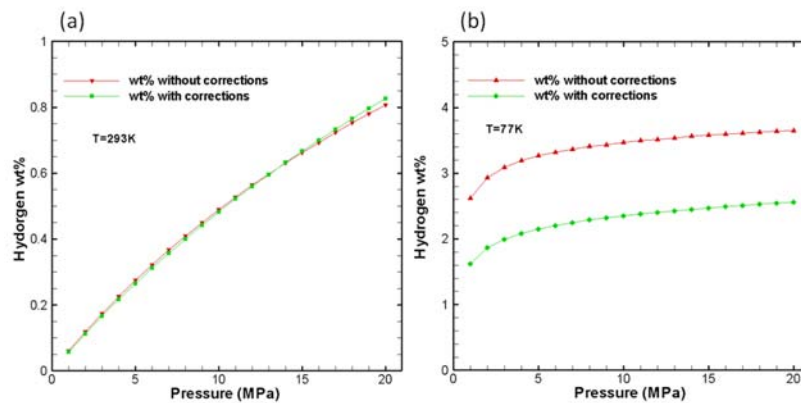 (a)
1
0.8
0.6
0.4
0.2
0
0
5
10
15
20
Hydorgen wt%
Pressure (MPa)
wt% without corrections
wt% with corrections
T=293K
(b)
5
4
3
2
1
0
0
5
10
15
20
Hydrogen wt%
Pressure (MPa)
wt% without corrections
wt% with corrections
T=77K